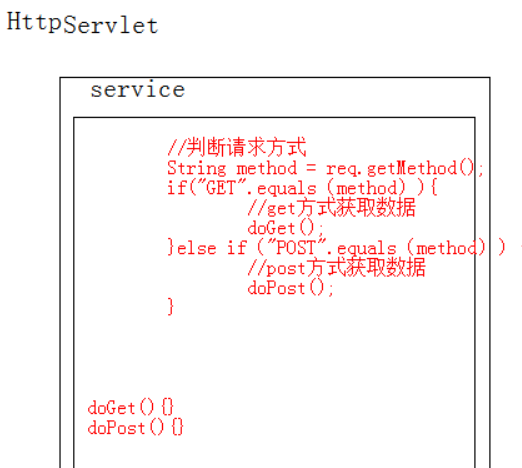 HttpServlet
service
//判断请求方式
String method = req.getMethod();
if("GET".equals(method)){
//get方式获取数据
doGet();
}else if ("POST".equals(method))
//post方式获取数据
doPost();
}
doGet(){}
doPost(){}